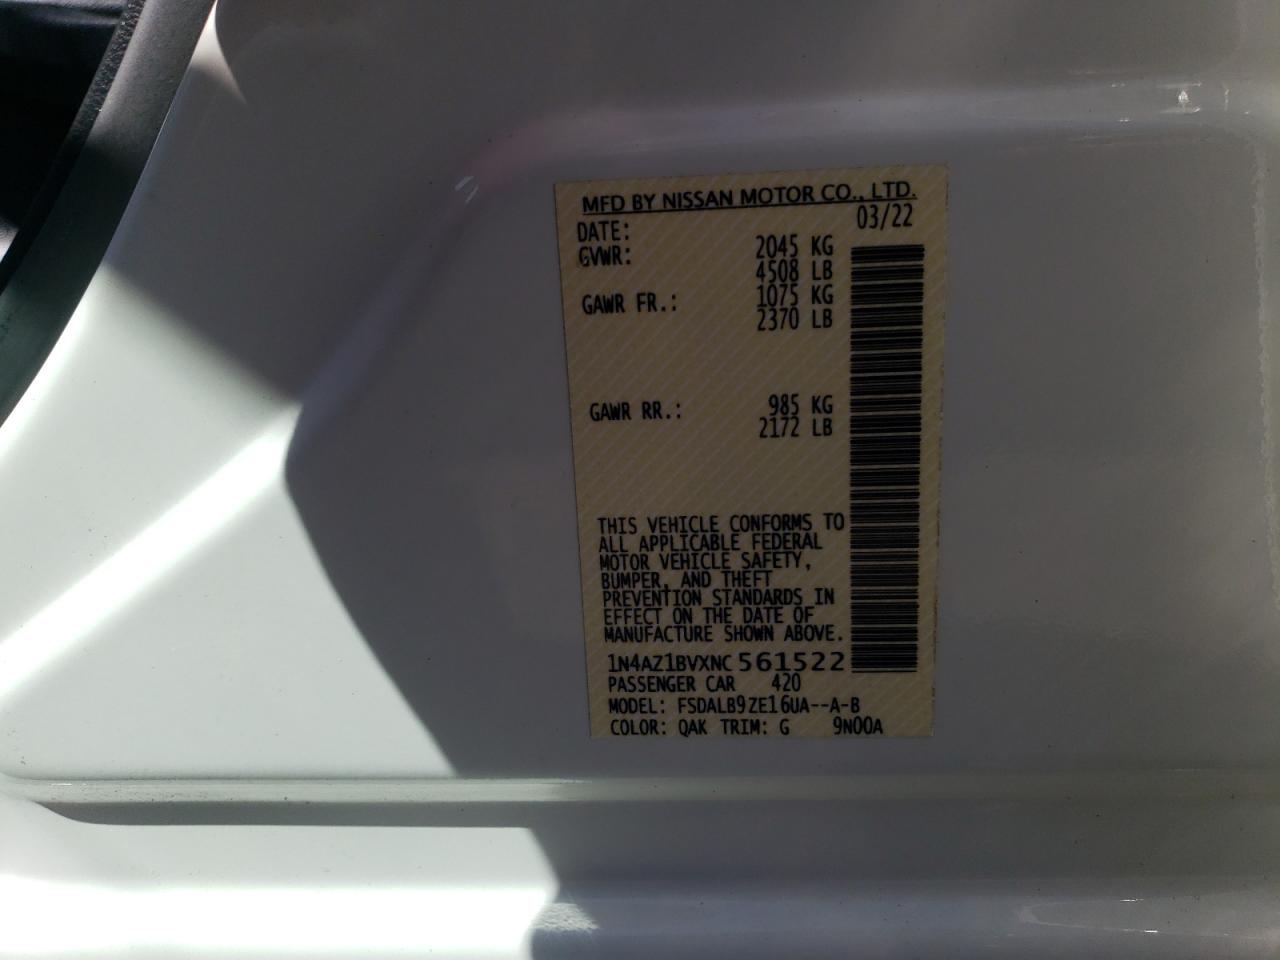 MFD BY NISSAN MOTOR CO., LTD.
DATE: 03/22
GVWR: 2045 KG
4508 LB
GAWR FR.: 1075 KG
2370 LB
GAWR RR.: 985 KG
2172 LB
THIS VEHICLE CONFORMS TO
ALL APPLICABLE FEDERAL
MOTOR VEHICLE SAFETY,
BUMPER, AND THEFT
PREVENTION STANDARDS IN
EFFECT ON THE DATE OF
MANUFACTURE SHOWN ABOVE.
1N4AZ1BVXNC561522
PASSENGER CAR 420
MODEL: FSDALB9ZE16UA--A-B
COLOR: QAK TRIM: G 9N00A